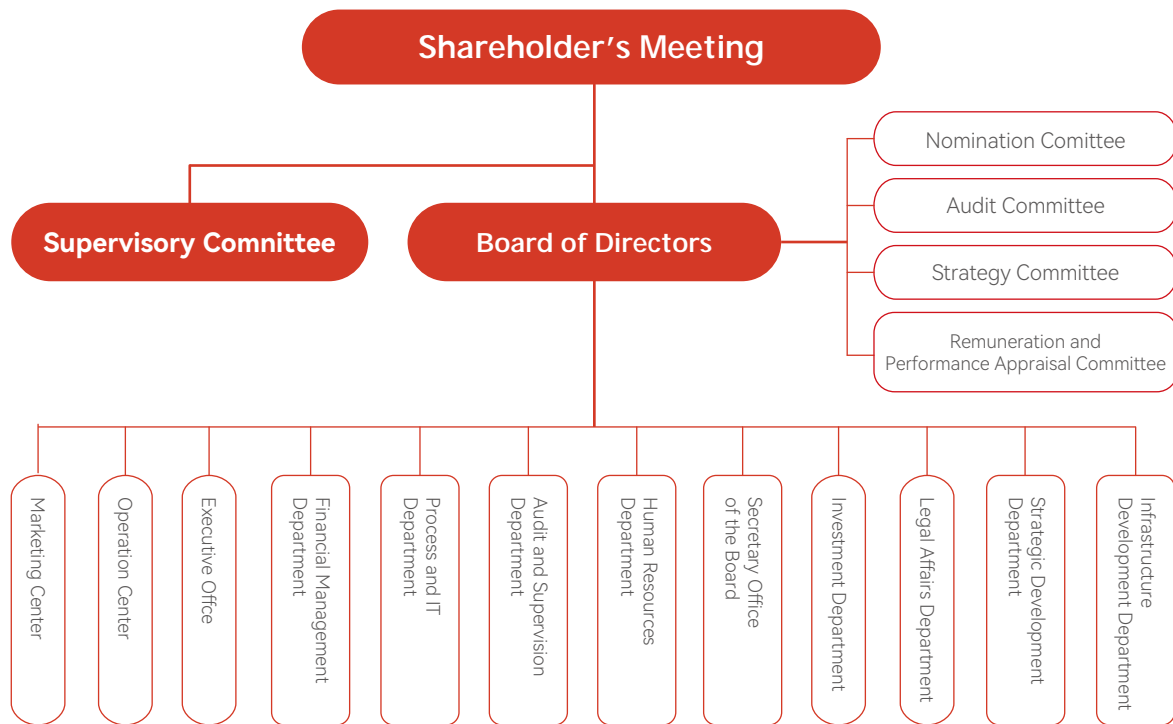 Shareholder's Meeting
Nomination Comittee
Audit Committee
Supervisory Comnittee
Board of Directors
Strategy Committee
Remuneration and
Performance Appraisal Committee
Marketing Center
Operation Center
Executive Offce
Financial Management
Department
Process and IT
Department
Audit and Supervision
Department
Human Resources
Department
Secretary Office
of the Board
Investment Department
Legal Affairs Department
Strategic Development
Department
Infrastructure
Development Department